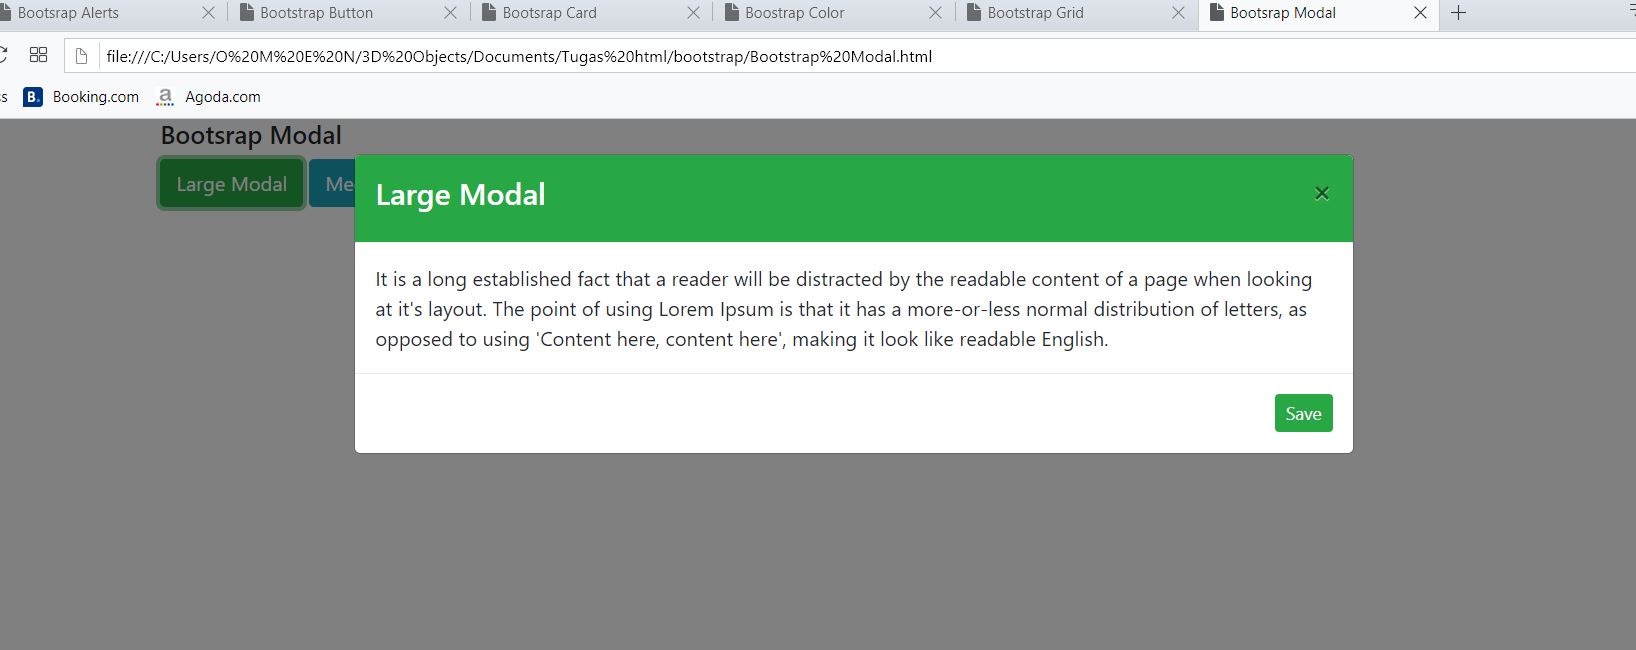 Bootsrap Alerts
Bootstrap Button
Bootsrap Card
Boostrap Color
Bootstrap Grid
Bootsrap Modal
file:///C:/Users/O%20M%20E%20N/3D%20Objects/Documents/Tugas%20html/bootstrap/Bootstrap%20Modal.html
B. Booking.com
a Agoda.com
Bootsrap Modal
Large Modal
Large Modal ×
It is a long established fact that a reader will be distracted by the readable content of a page when looking
at it's layout. The point of using Lorem Ipsum is that it has a more-or-less normal distribution of letters, as
opposed to using 'Content here, content here', making it look like readable English.
Save